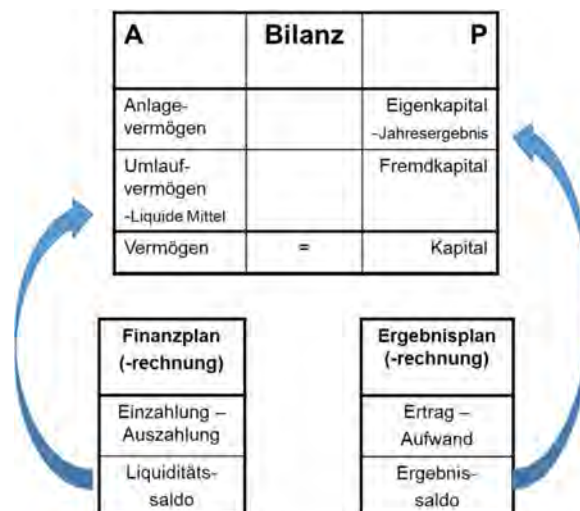 A Bilanz P
Anlage- Eigenkapital
vermögen -Jahresergebnis
Umlauf- Fremdkapital
vermögen
-Liquide Mittel
Vermögen = Kapital
Finanzplan
(-rechnung)
Einzahlung –
Auszahlung
Liquiditäts-
saldo
Ergebnisplan
(-rechnung)
Ertrag –
Aufwand
Ergebnis-
saldo